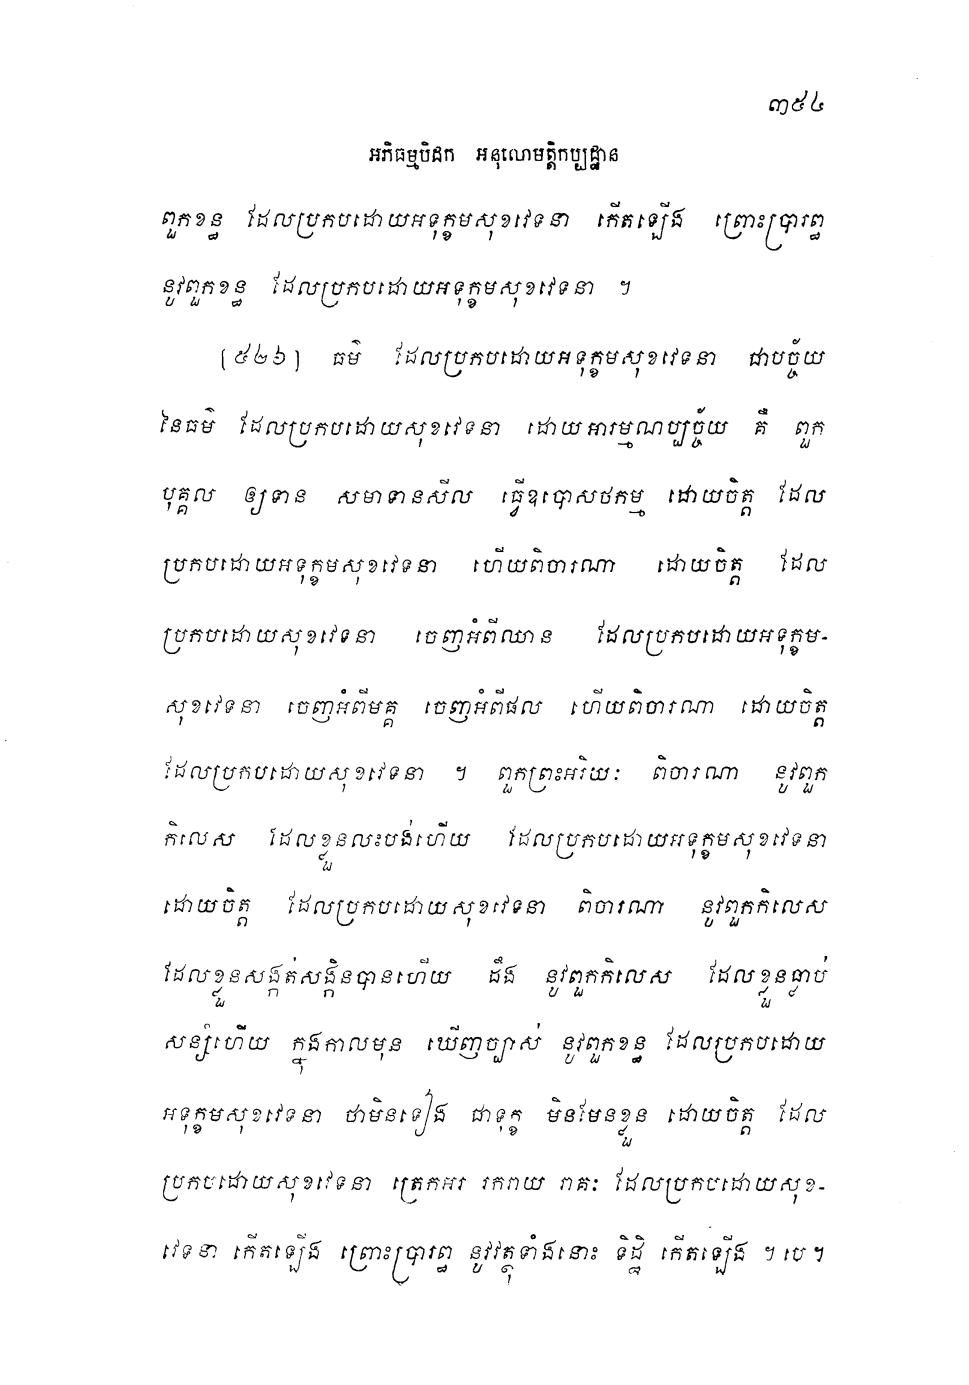 ៣៥៤
អភិធម្មបិដក អនុលោមត្តិកប្បដ្ឋាន
ពួកខន្ធ ដែលប្រកបដោយអទុក្ខមសុខវេទនា កើតឡើង ព្រោះប្រារព្ធ
នូវពួកខន្ធ ដែលប្រកបដោយអទុក្ខមសុខវេទនា ។
[៥៤៦] ធម៌ ដែលប្រកបដោយអទុក្ខមសុខវេទនា ជាបច្ច័យ
នៃធម៌ ដែលប្រកបដោយសុខវេទនា ដោយអារម្មណប្បច្ច័យ គឺ ពួក
បុគ្គល ឲ្យទាន សមាទានសីល ធ្វើឧបោសថកម្ម ដោយចិត្ត ដែល
ប្រកបដោយអទុក្ខមសុខវេទនា ហើយពិចារណា ដោយចិត្ត ដែល
ប្រកបដោយសុខវេទនា ចេញអំពីឈាន ដែលប្រកបដោយអទុក្ខម-
សុខវេទនា ចេញអំពីមគ្គ ចេញអំពីផល ហើយពិចារណា ដោយចិត្ត
ដែលប្រកបដោយសុខវេទនា ។ ពួកព្រះអរិយៈ ពិចារណា នូវពួក
កិលេស ដែលខ្លួនលះបង់ហើយ ដែលប្រកបដោយអទុក្ខមសុខវេទនា
ដោយចិត្ត ដែលប្រកបដោយសុខវេទនា ពិចារណា នូវពួកកិលេស
ដែលខ្លួនសង្កត់សង្កិនបានហើយ ដឹង នូវពួកកិលេស ដែលខ្លួនធ្លាប់
សន្សំហើយ ក្នុងកាលមុន ឃើញច្បាស់ នូវពួកខន្ធ ដែលប្រកបដោយ
អទុក្ខមសុខវេទនា ថាមិនទៀង ជាទុក្ខ មិនមែនខ្លួន ដោយចិត្ត ដែល
ប្រកបដោយសុខវេទនា ត្រេកអរ រករាយ រាគៈ ដែលប្រកបដោយសុខ-
វេទនា កើតឡើង ព្រោះប្រារព្ធ នូវវត្ថុទាំងនោះ ទិដ្ឋិ កើតឡើង ។ បេ ។